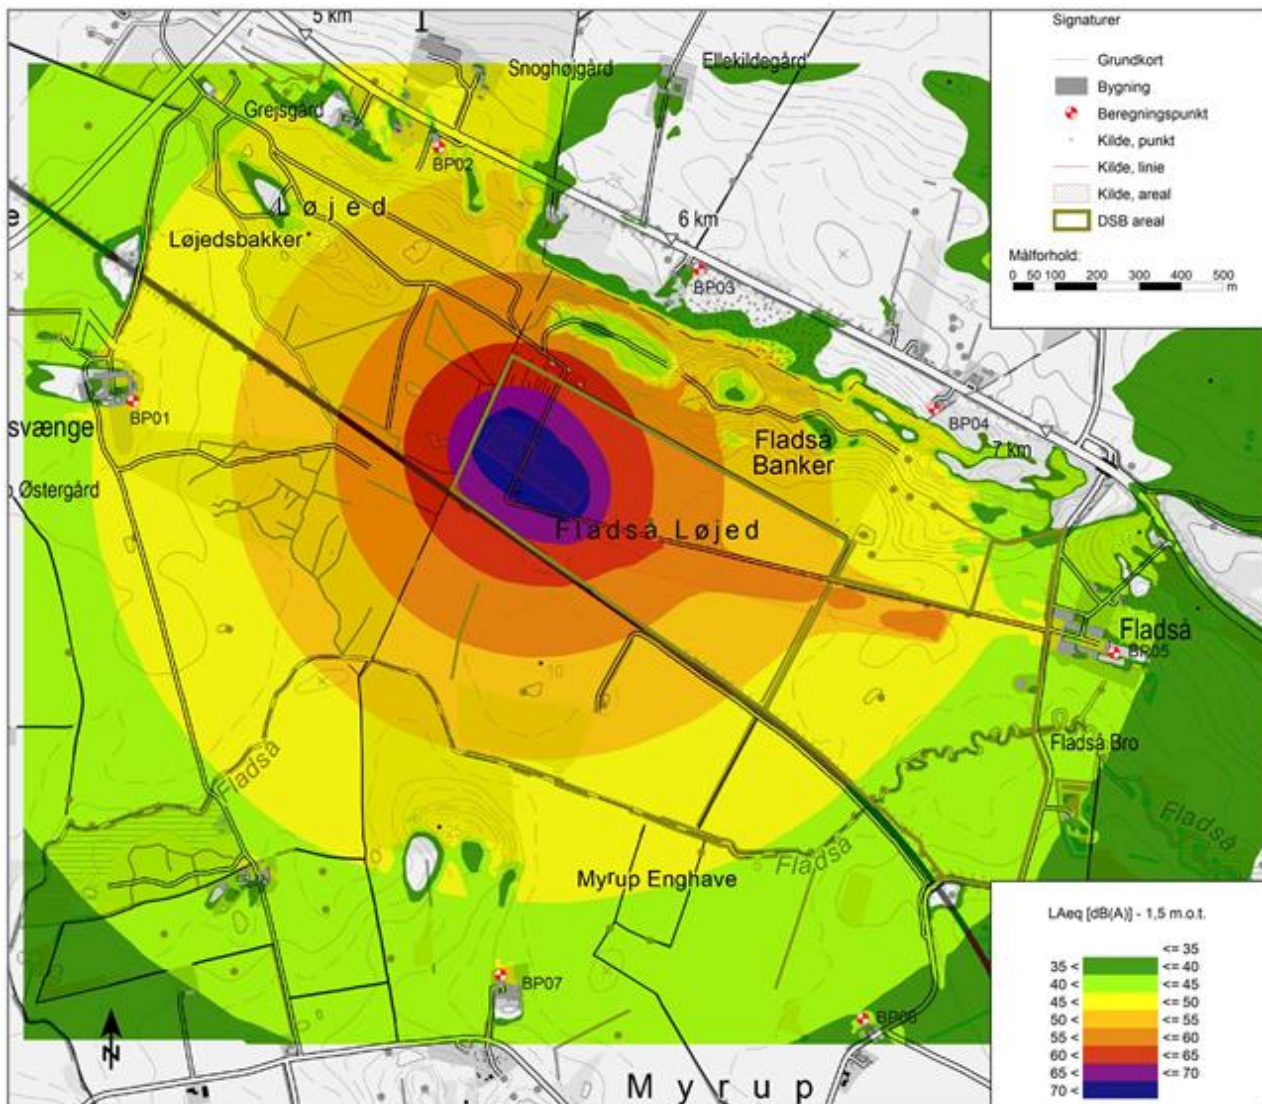 5 km
Snoghøjgård
Ellekildegård
Grejsgård
BP02
Løjed
Løjedsbakker
6 km
BP03
e
BP01
svænge
Østergård
BP04
7 km
Fladså
Banker
Fladså Løjed
Fladså
BP05
10
Fladså Bro
Fladså
Fladså
Fladså
25
Myrup Enghave
BP07
BP06
N
Myrup
Signaturer
Grundkort
Bygning
Beregningspunkt
Kilde, punkt
Kilde, linie
Kilde, areal
DSB areal
Målforhold:
0 50 100 200 300 400 500
m
LAeq [dB(A)] - 1,5 m.o.t.
<= 35
35 < <= 40
40 < <= 45
45 < <= 50
50 < <= 55
55 < <= 60
60 < <= 65
65 < <= 70
70 <